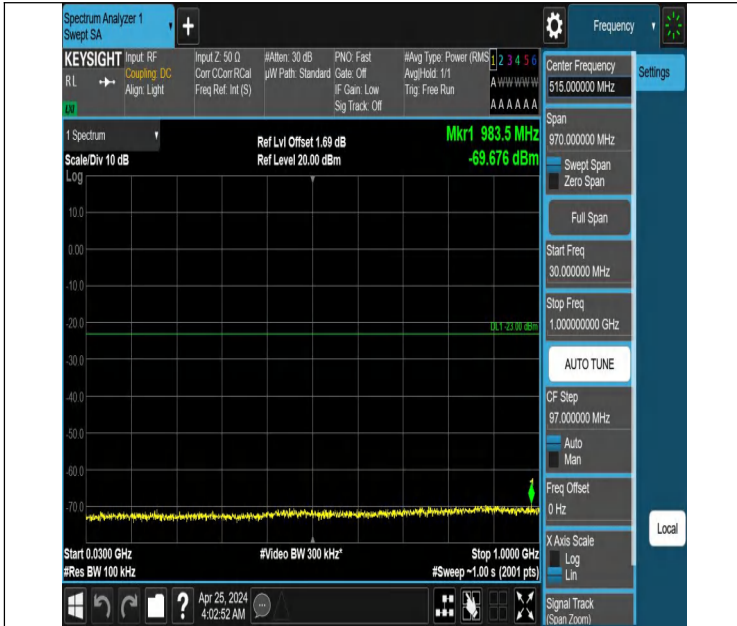 Spectrum Analyzer 1
Swept SA
+
Frequency
KEYSIGHT
RL
Input: RF
Coupling: DC
Align: Light
Input Z: 50 Ω
Corr CCorr RCal
Freq Ref: Int (S)
#Atten: 30 dB
µW Path: Standard
PNO: Fast
Gate: Off
IF Gain: Low
Sig Track: Off
#Avg Type: Power (RMS
Avg|Hold: 1/1
Trig: Free Run
1 2 3 4 5 6
A W W W W W
A A A A A A
1 Spectrum
Scale/Div 10 dB
Log
Ref Lvl Offset 1.69 dB
Ref Level 20.00 dBm
Mkr1 983.5 MHz
-69.676 dBm
10.0
0.00
-10.0
-20.0
DL1 -23.00 dBm
-30.0
-40.0
-50.0
-60.0
1
-70.0
Start 0.0300 GHz
#Res BW 100 kHz
#Video BW 300 kHz*
Stop 1.0000 GHz
#Sweep ~1.00 s (2001 pts)
?
Apr 25, 2024
4:02:52 AM
Center Frequency
515.000000 MHz
Settings
Span
970.000000 MHz
Swept Span
Zero Span
Full Span
Start Freq
30.000000 MHz
Stop Freq
1.000000000 GHz
AUTO TUNE
CF Step
97.000000 MHz
Auto
Man
Freq Offset
0 Hz
X Axis Scale
Log
Lin
Signal Track
(Span Zoom)
Local